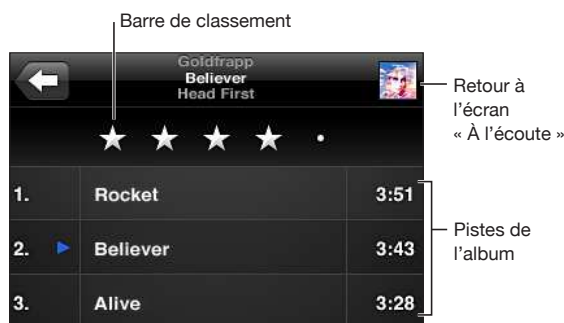 Barre de classement
Goldfrapp
Believer
Head First
Retour à
l'écran
« À l'écoute »
1. Rocket 3:51
2. Believer 3:43
3. Alive 3:28
Pistes de
l'album